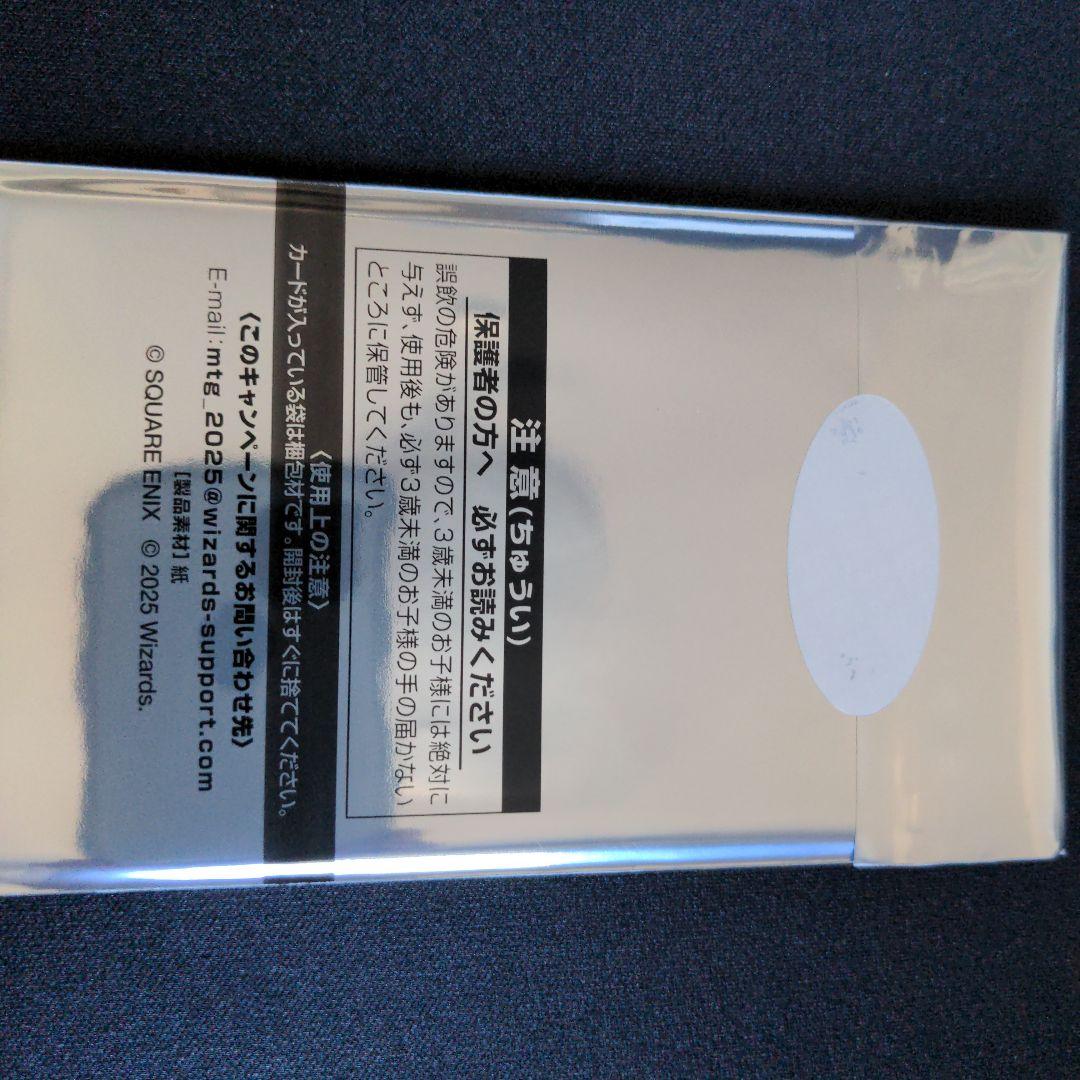 注 意(ちゅうい)
保護者の方へ 必ずお読みください
誤飲の危険がありますので、3歳未満のお子様には絶対に
与えず、使用後も、必ず3歳未満のお子様の手の届かない
ところに保管してください。
〈使用上の注意〉
カードが入っている袋は梱包材です。開封後はすぐに捨ててください。
〈このキャンペーンに関するお問い合わせ先〉
E-mail:mtg_2025@wizards-support.com
[製品素材] 紙
© SQUARE ENIX © 2025 Wizards.